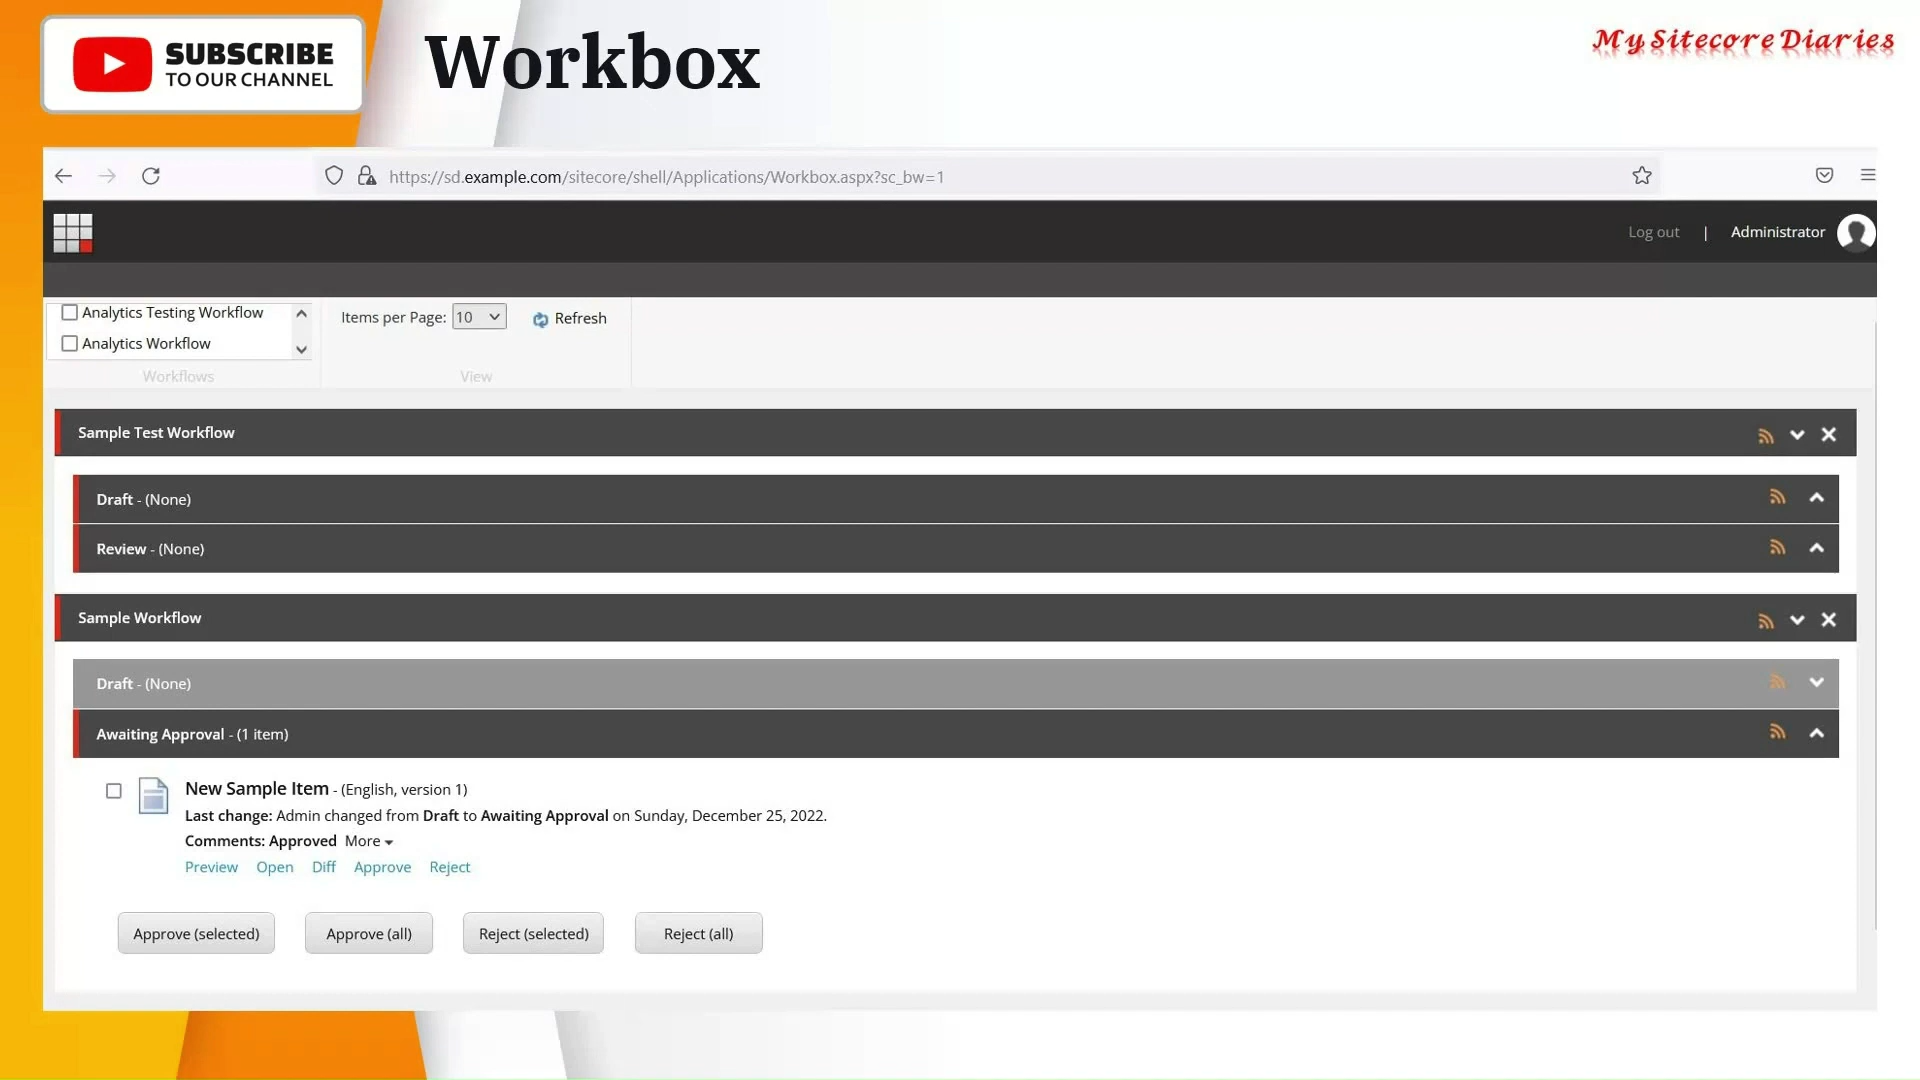 SUBSCRIBE
TO OUR CHANNEL
Workbox
My Sitecore Diaries
https://sd.example.com/sitecore/shell/Applications/Workbox.aspx?sc_bw=1
Log out | Administrator
Analytics Testing Workflow
Analytics Workflow
Workflows
Items per Page: 10 Refresh
View
Sample Test Workflow
Draft - (None)
Review - (None)
Sample Workflow
Draft - (None)
Awaiting Approval - (1 item)
New Sample Item - (English, version 1)
Last change: Admin changed from Draft to Awaiting Approval on Sunday, December 25, 2022.
Comments: Approved More
Preview Open Diff Approve Reject
Approve (selected) Approve (all) Reject (selected) Reject (all)